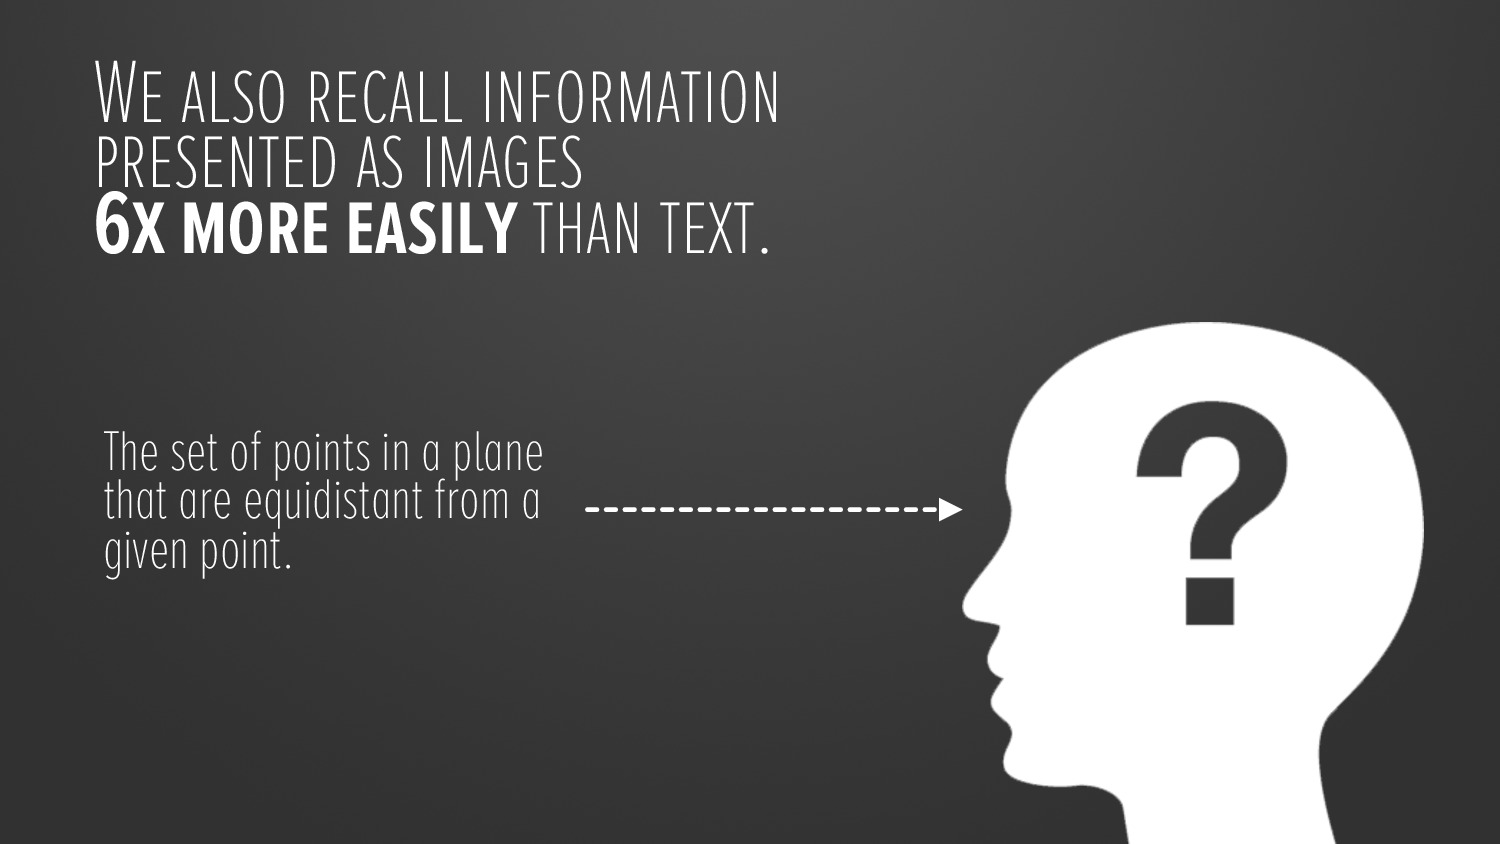 We also recall information
presented as images
6x more easily than text.
The set of points in a plane
that are equidistant from a
given point.
?